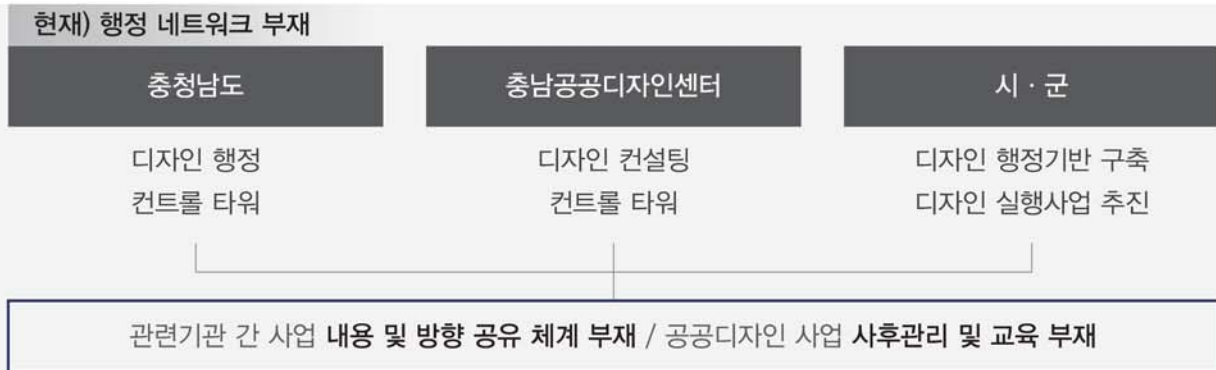 현재) 행정 네트워크 부재
충청남도
충남공공디자인센터
시 · 군
디자인 행정
컨트롤 타워
디자인 컨설팅
컨트롤 타워
디자인 행정기반 구축
디자인 실행사업 추진
관련기관 간 사업 내용 및 방향 공유 체계 부재 / 공공디자인 사업 사후관리 및 교육 부재